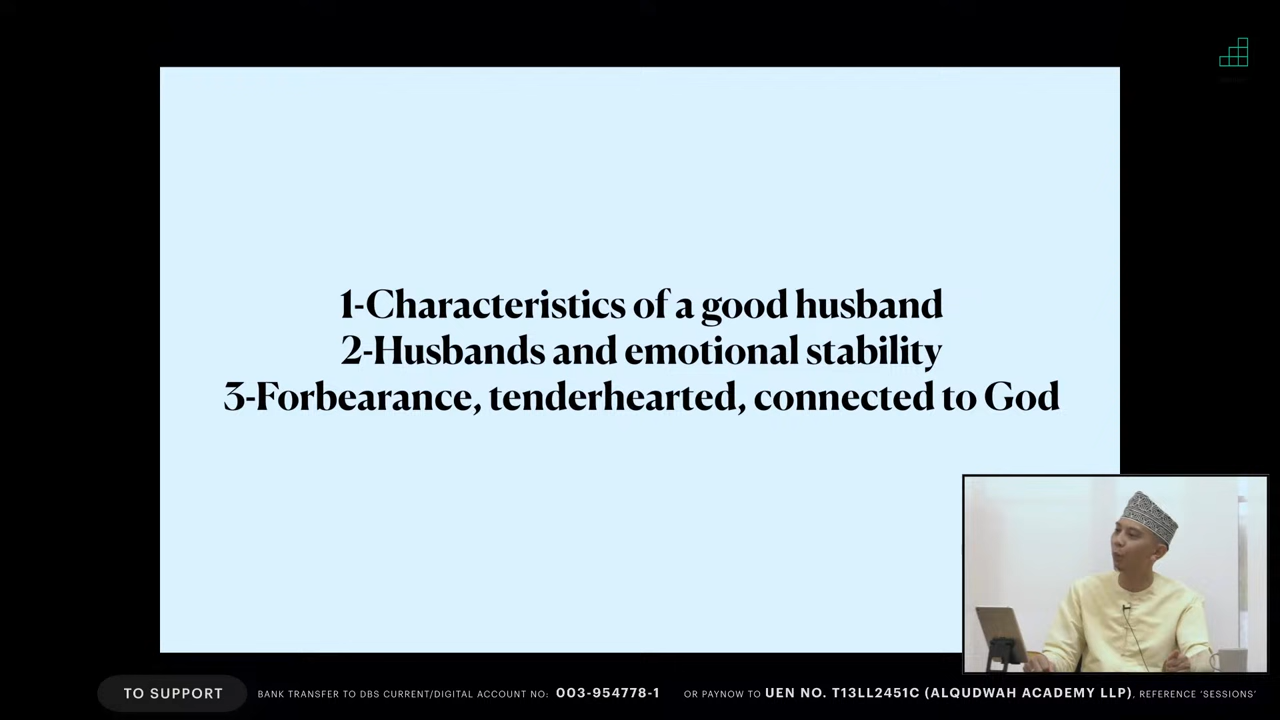 1-Characteristics of a good husband
2-Husbands and emotional stability
3-Forbearance, tenderhearted, connected to God
TO SUPPORT BANK TRANSFER TO DBS CURRENT/DIGITAL ACCOUNT NO: 003-954778-1 OR PAYNOW TO UEN NO. T13LL2451C (ALQUDWAH ACADEMY LLP), REFERENCE 'SESSIONS'